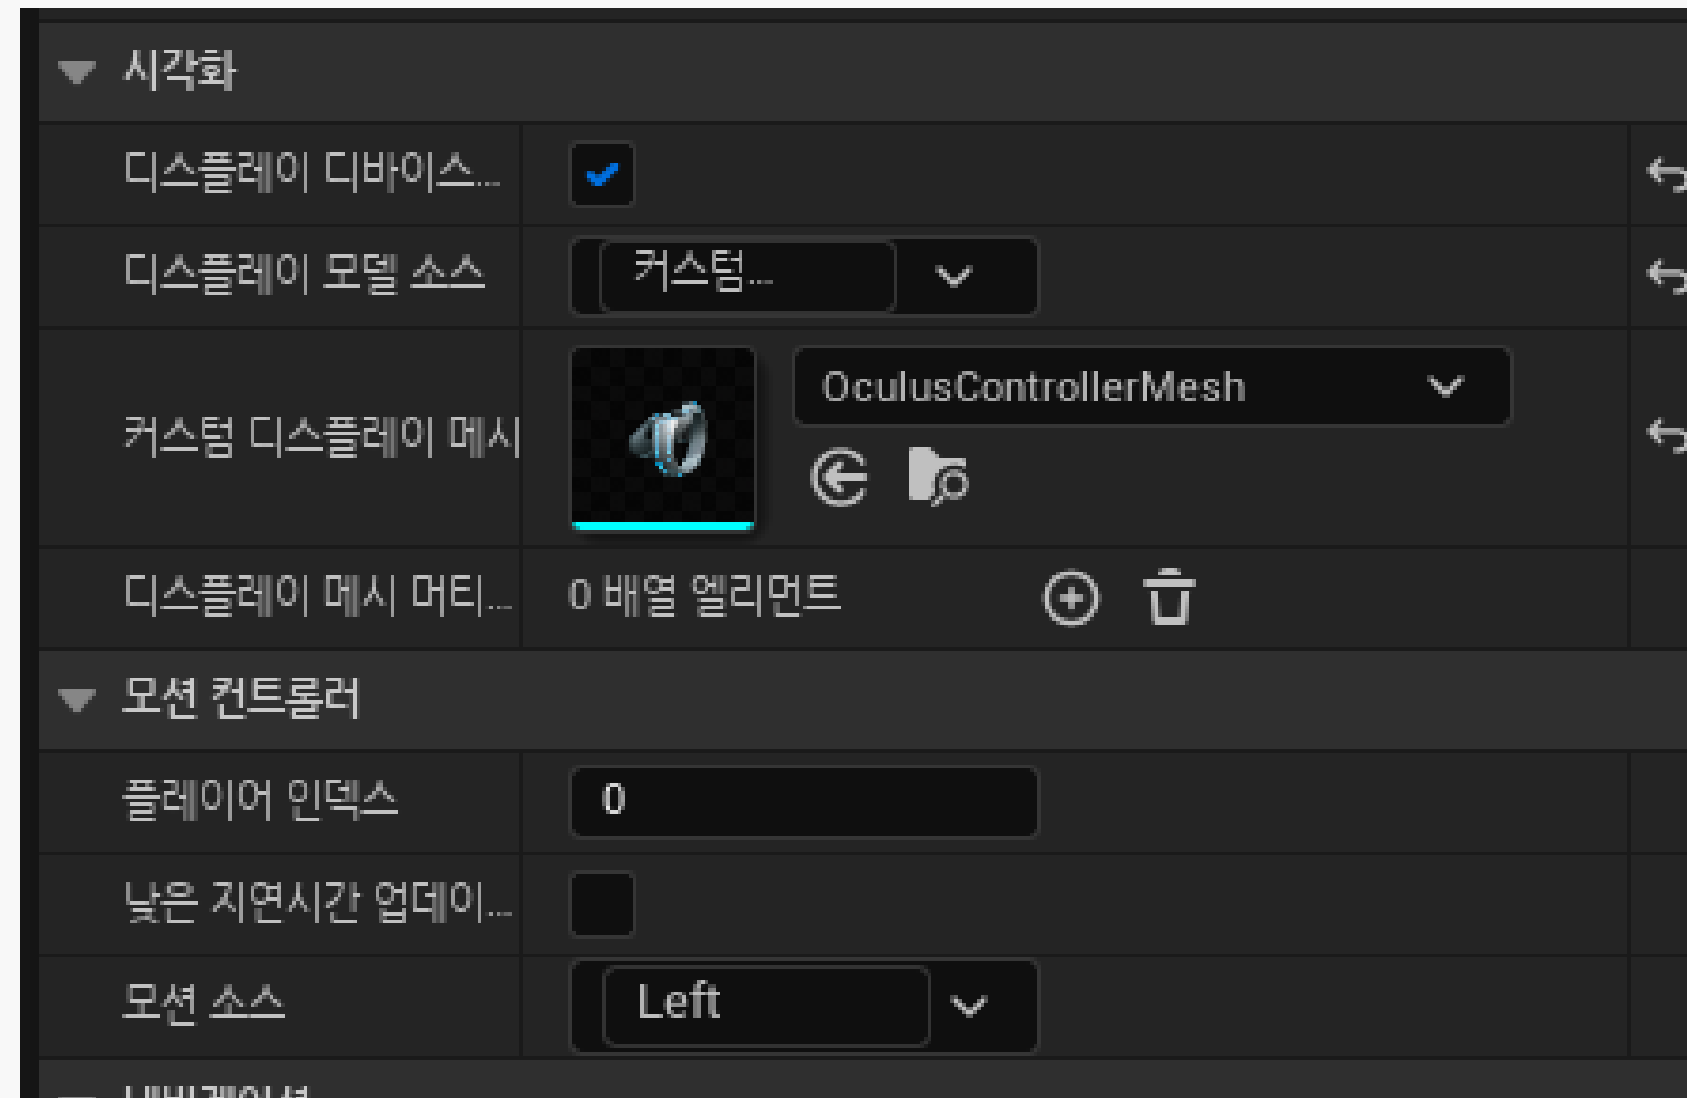 시각화
디스플레이 디바이스...
디스플레이 모델 소스
커스텀...
커스텀 디스플레이 메시
OculusControllerMesh
디스플레이 메시 머티...
0 배열 엘리먼트
모션 컨트롤러
플레이어 인덱스
0
낮은 지연시간 업데이...
모션 소스
Left